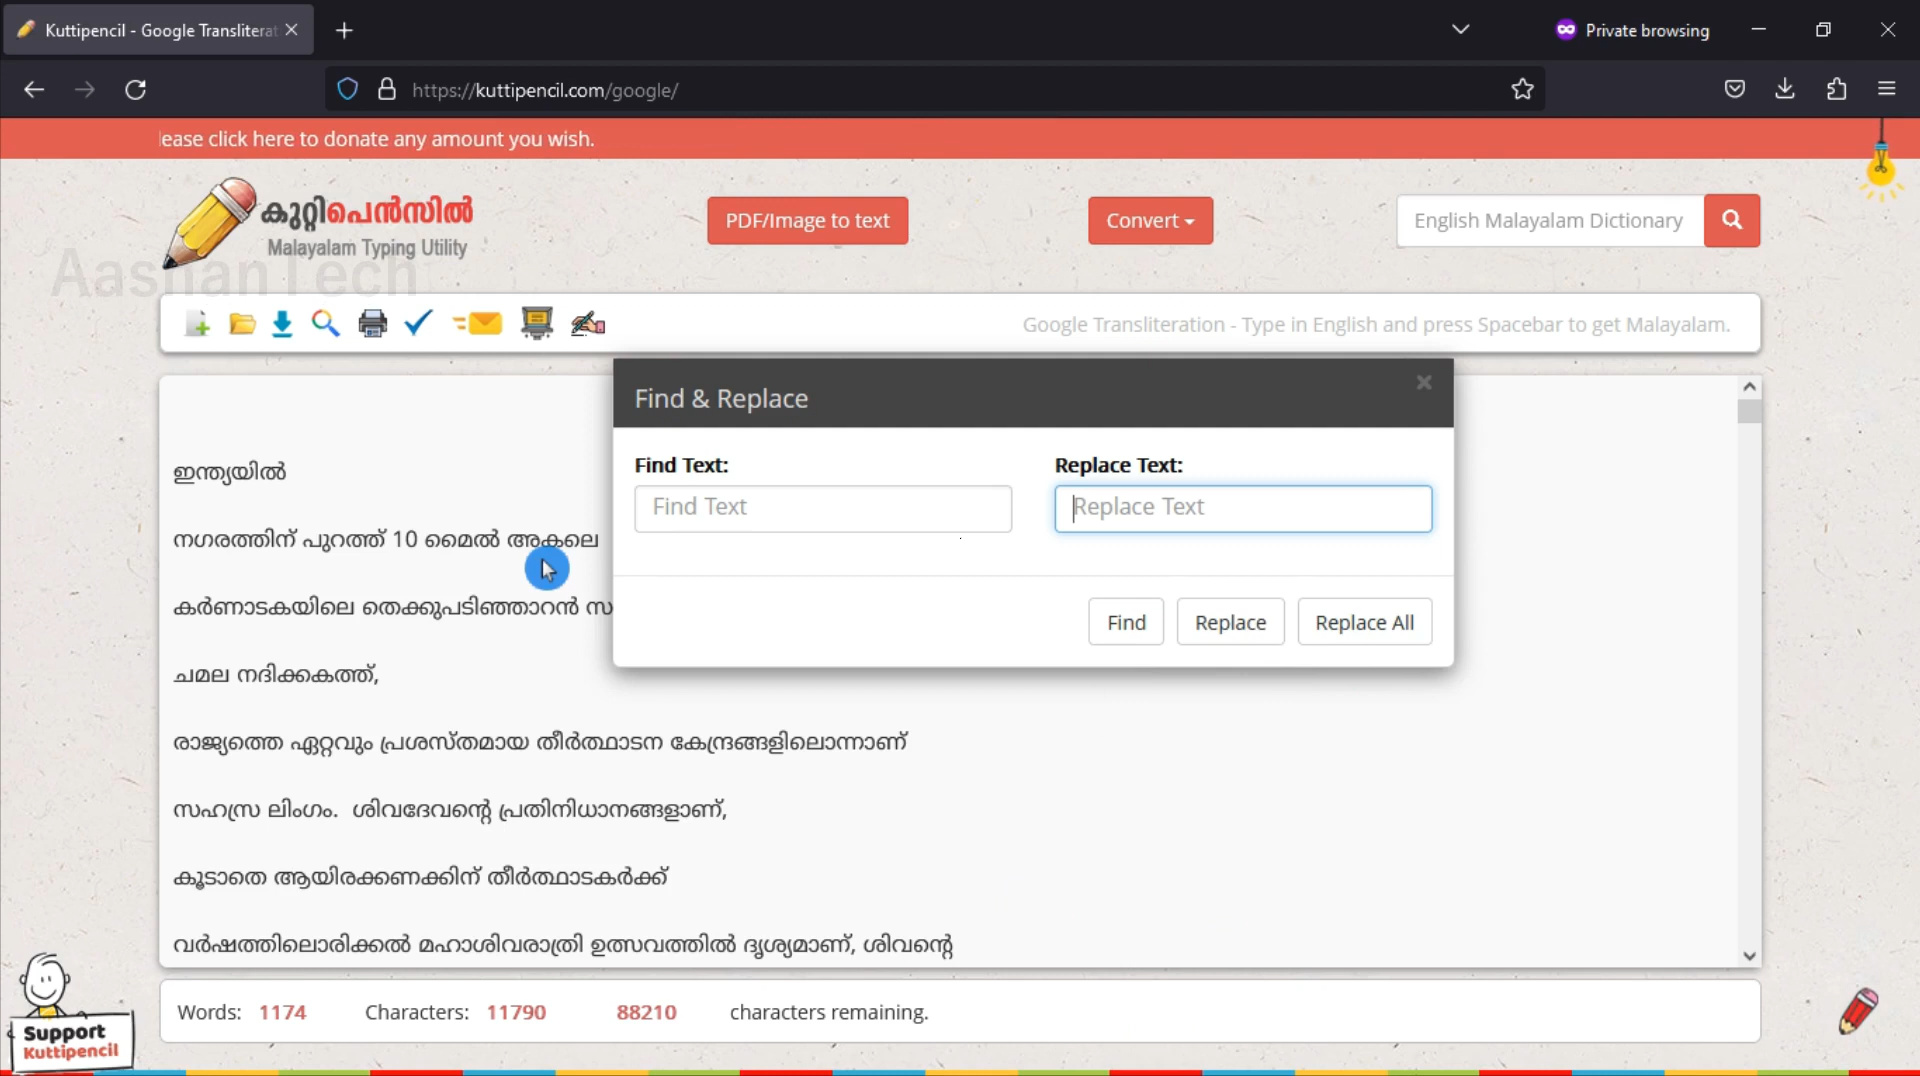 Kuttipencil - Google Transliterat
Private browsing
https://kuttipencil.com/google/
lease click here to donate any amount you wish.
കുറ്റിപെൻസിൽ
Malayalam Typing Utility
PDF/Image to text
Convert
English Malayalam Dictionary
AashanTech
Google Transliteration - Type in English and press Spacebar to get Malayalam.
Find & Replace
Find Text:
Replace Text:
Find Text
Replace Text
Find
Replace
Replace All
ഇന്ത്യയിൽ
നഗരത്തിന് പുറത്ത് 10 മൈൽ അകലെ
കർണാടകയിലെ തെക്കുപടിഞ്ഞാറൻ സ
ചമല നദിക്കകത്ത്,
രാജ്യത്തെ ഏറ്റവും പ്രശസ്തമായ തീർത്ഥാടന കേന്ദ്രങ്ങളിലൊന്നാണ്
സഹസ്ര ലിംഗം. ശിവദേവന്റെ പ്രതിനിധാനങ്ങളാണ്,
കൂടാതെ ആയിരക്കണക്കിന് തീർത്ഥാടകർക്ക്
വർഷത്തിലൊരിക്കൽ മഹാശിവരാത്രി ഉത്സവത്തിൽ ദൃശ്യമാണ്, ശിവന്റെ
Words: 1174 Characters: 11790 88210 characters remaining.
Support
Kuttipencil